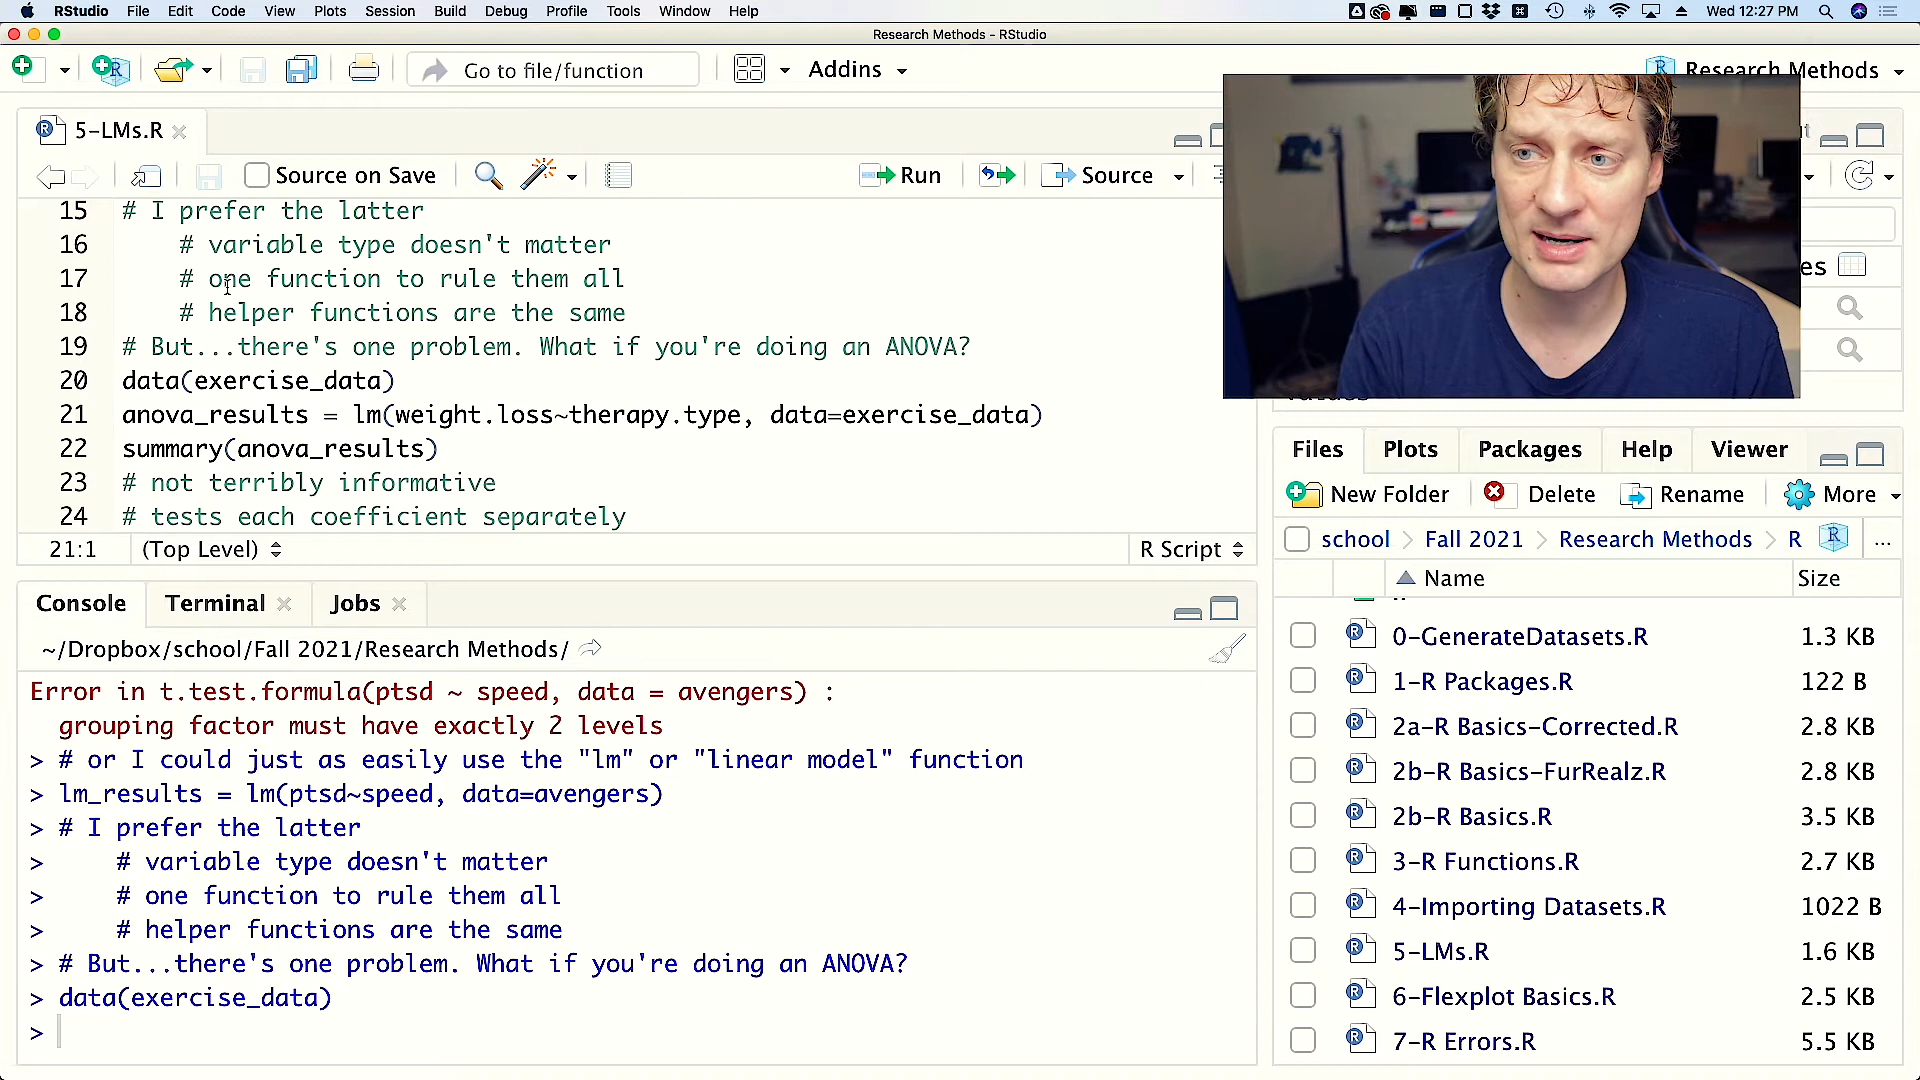 RStudio File Edit Code View Plots Session Build Debug Profile Tools Window Help Wed 12:27 PM
Research Methods - RStudio
Go to file/function Addins Research Methods
5-LMs.R
Source on Save Run Source
15 # I prefer the latter
16 # variable type doesn't matter
17 # one function to rule them all
18 # helper functions are the same
19 # But...there's one problem. What if you're doing an ANOVA?
20 data(exercise_data)
21 anova_results = lm(weight.loss~therapy.type, data=exercise_data)
22 summary(anova_results)
23 # not terribly informative
24 # tests each coefficient separately
21:1 (Top Level) R Script
Console Terminal Jobs
~/Dropbox/school/Fall 2021/Research Methods/
Error in t.test.formula(ptsd ~ speed, data = avengers) :
grouping factor must have exactly 2 levels
> # or I could just as easily use the "lm" or "linear model" function
> lm_results = lm(ptsd~speed, data=avengers)
> # I prefer the latter
> # variable type doesn't matter
> # one function to rule them all
> # helper functions are the same
> # But...there's one problem. What if you're doing an ANOVA?
> data(exercise_data)
>
Files Plots Packages Help Viewer
New Folder Delete Rename More
school > Fall 2021 > Research Methods > R ...
Name Size
0-GenerateDatasets.R 1.3 KB
1-R Packages.R 122 B
2a-R Basics-Corrected.R 2.8 KB
2b-R Basics-FurRealz.R 2.8 KB
2b-R Basics.R 3.5 KB
3-R Functions.R 2.7 KB
4-Importing Datasets.R 1022 B
5-LMs.R 1.6 KB
6-Flexplot Basics.R 2.5 KB
7-R Errors.R 5.5 KB